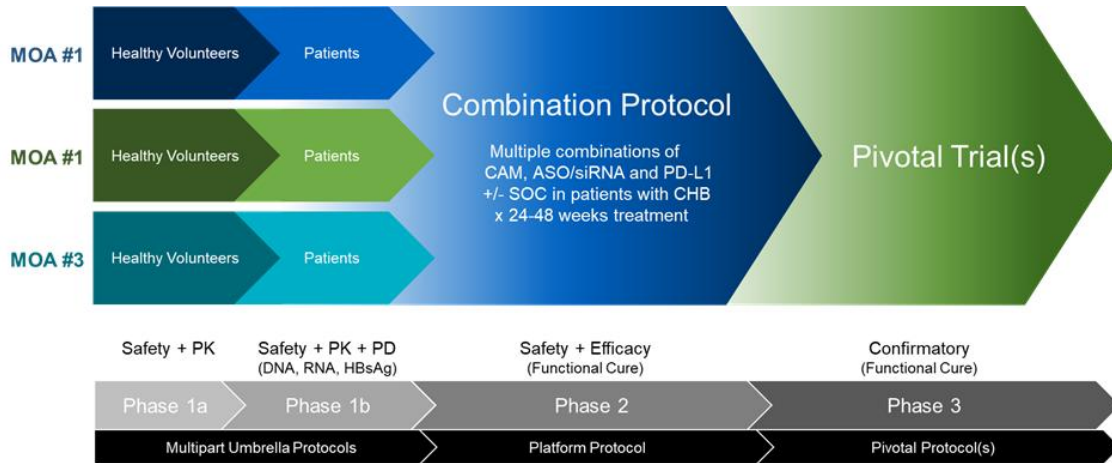 MOA #1
Healthy Volunteers
Patients
MOA #1
Healthy Volunteers
Patients
MOA #3
Healthy Volunteers
Patients
Combination Protocol
Multiple combinations of
CAM, ASO/siRNA and PD-L1
+/- SOC in patients with CHB
x 24-48 weeks treatment
Pivotal Trial(s)
Safety + PK
Safety + PK + PD
(DNA, RNA, HBsAg)
Safety + Efficacy
(Functional Cure)
Confirmatory
(Functional Cure)
Phase 1a
Phase 1b
Phase 2
Phase 3
Multipart Umbrella Protocols
Platform Protocol
Pivotal Protocol(s)